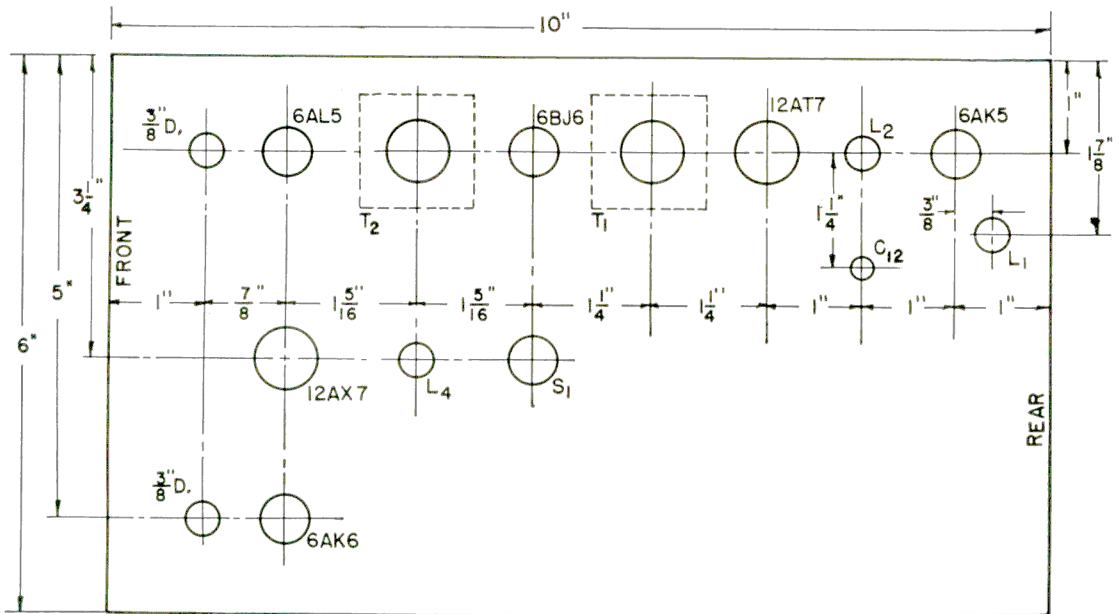 10"
3/8" D.
6AL5
6BJ6
12AT7
L2
6AK5
1"
1 7/8"
3 1/4"
T2
T1
1 1/4"
3/8"
L1
C12
FRONT
5"
6"
1"
7/8"
1 5/16"
1 5/16"
1 1/4"
1 1/4"
1"
1"
1"
12AX7
L4
S1
REAR
3/8" D.
6AK6